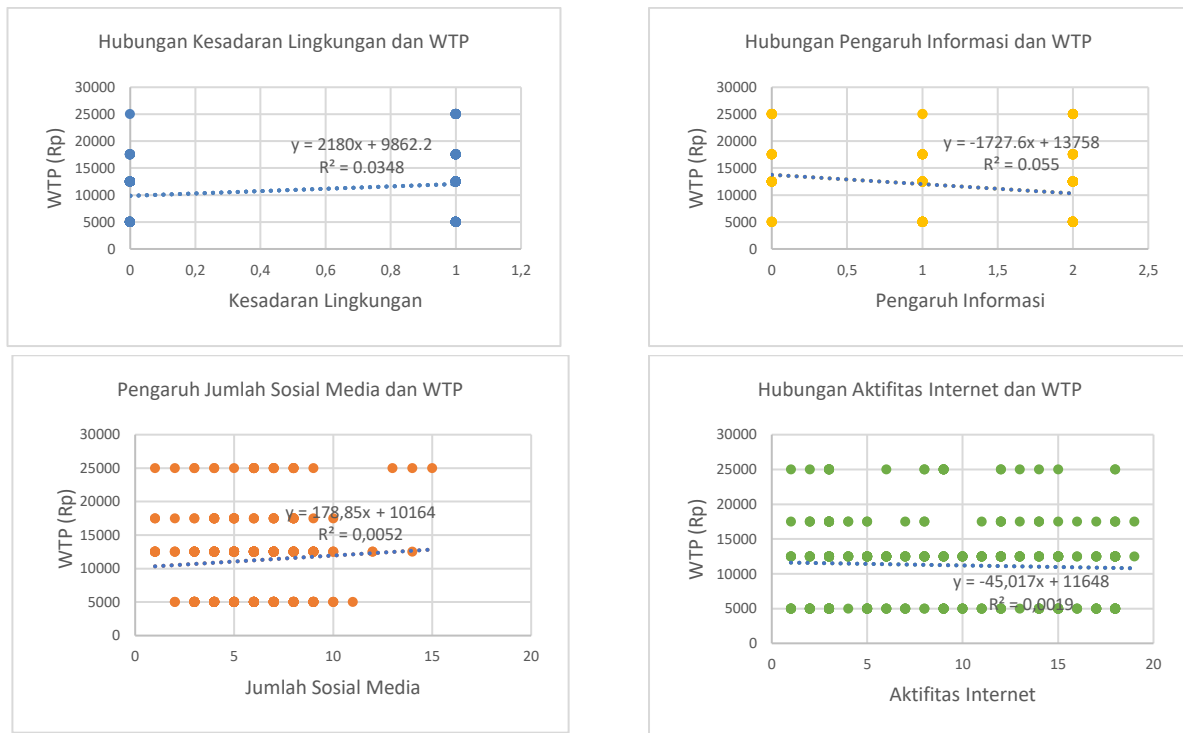 Hubungan Kesadaran Lingkungan dan WTP
30000
25000
20000
15000
10000
5000
0
WTP (Rp)
y = 2180x + 9862.2
R² = 0.0348
0 0,2 0,4 0,6 0,8 1 1,2
Kesadaran Lingkungan
Hubungan Pengaruh Informasi dan WTP
30000
25000
20000
15000
10000
5000
0
WTP (Rp)
y = -1727.6x + 13758
R² = 0.055
0 0,5 1 1,5 2 2,5
Pengaruh Informasi
Pengaruh Jumlah Sosial Media dan WTP
30000
25000
20000
15000
10000
5000
0
WTP (Rp)
y = 178,85x + 10164
R² = 0,0052
0 5 10 15 20
Jumlah Sosial Media
Hubungan Aktifitas Internet dan WTP
30000
25000
20000
15000
10000
5000
0
WTP (Rp)
y = -45,017x + 11648
R² = 0,0019
0 5 10 15 20
Aktifitas Internet